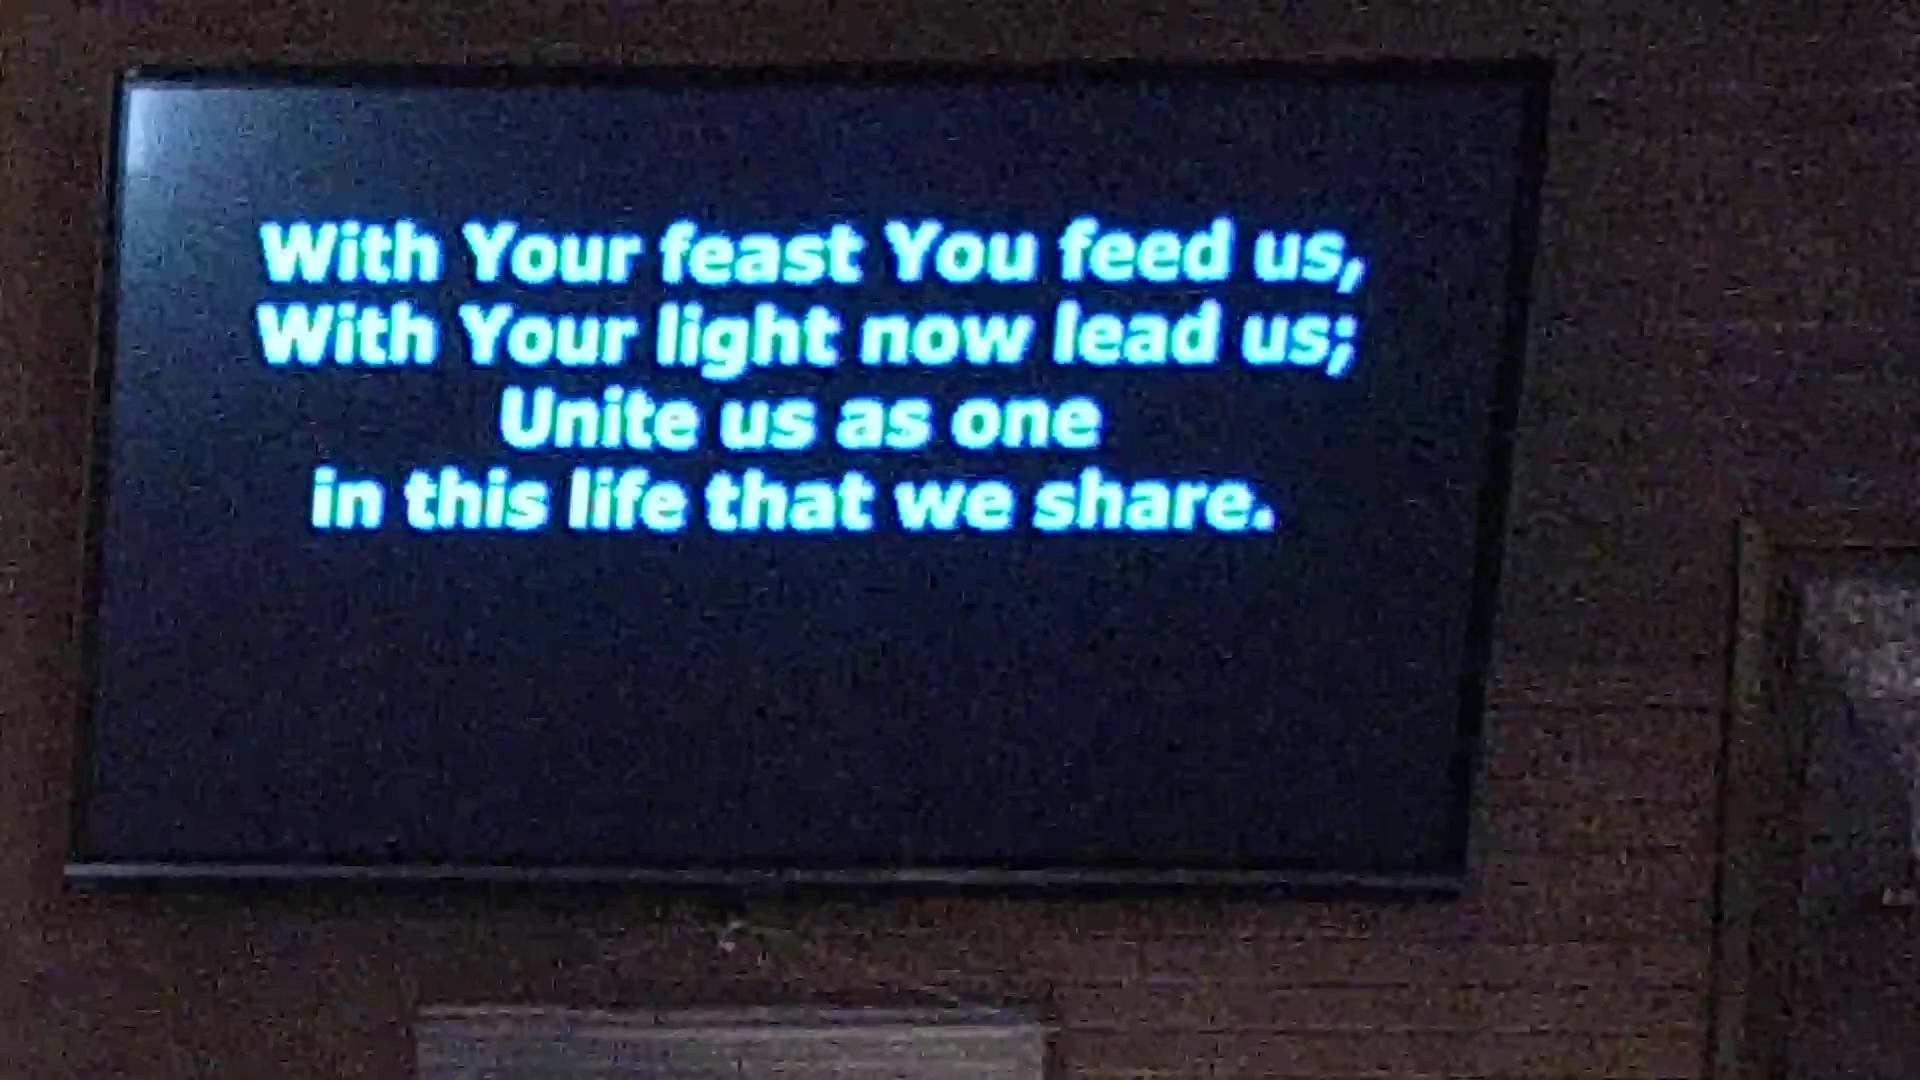 With Your feast You feed us,
With Your light now lead us;
Unite us as one
in this life that we share.